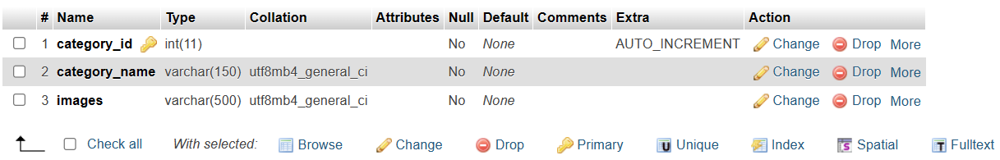 # Name Type Collation Attributes Null Default Comments Extra Action
1 category_id int(11) No None AUTO_INCREMENT Change Drop More
2 category_name varchar(150) utf8mb4_general_ci No None Change Drop More
3 images varchar(500) utf8mb4_general_ci No None Change Drop More
Check all With selected: Browse Change Drop Primary U Unique Index S Spatial T Fulltext